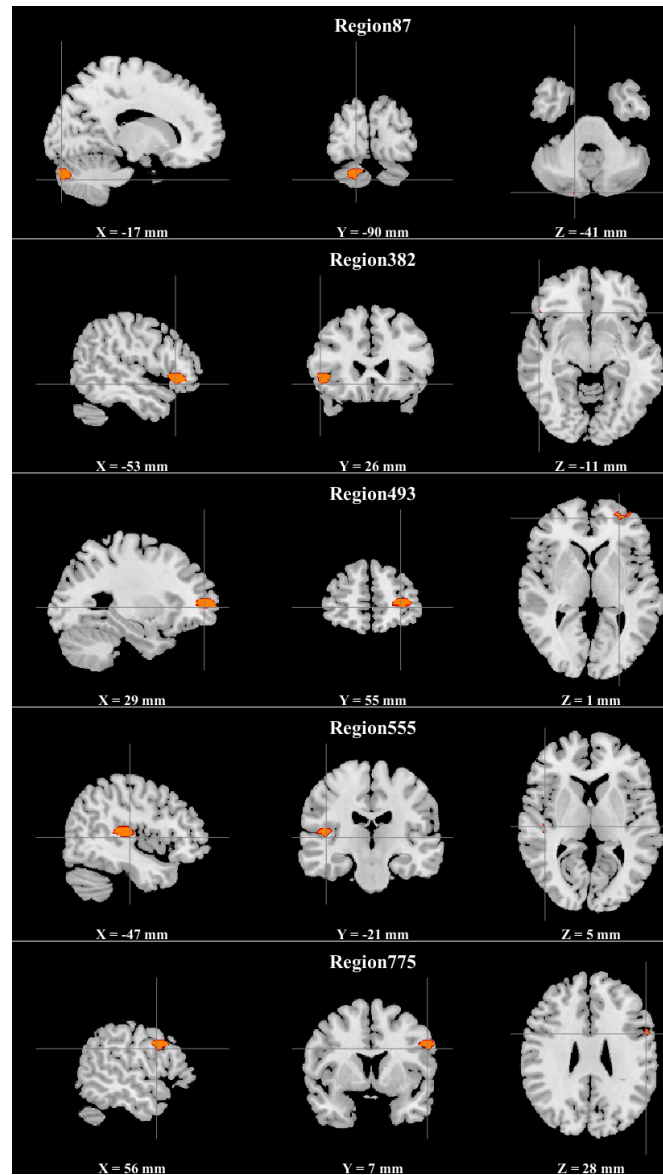 Region87
X = -17 mm Y = -90 mm Z = -41 mm
Region382
X = -53 mm Y = 26 mm Z = -11 mm
Region493
X = 29 mm Y = 55 mm Z = 1 mm
Region555
X = -47 mm Y = -21 mm Z = 5 mm
Region775
X = 56 mm Y = 7 mm Z = 28 mm